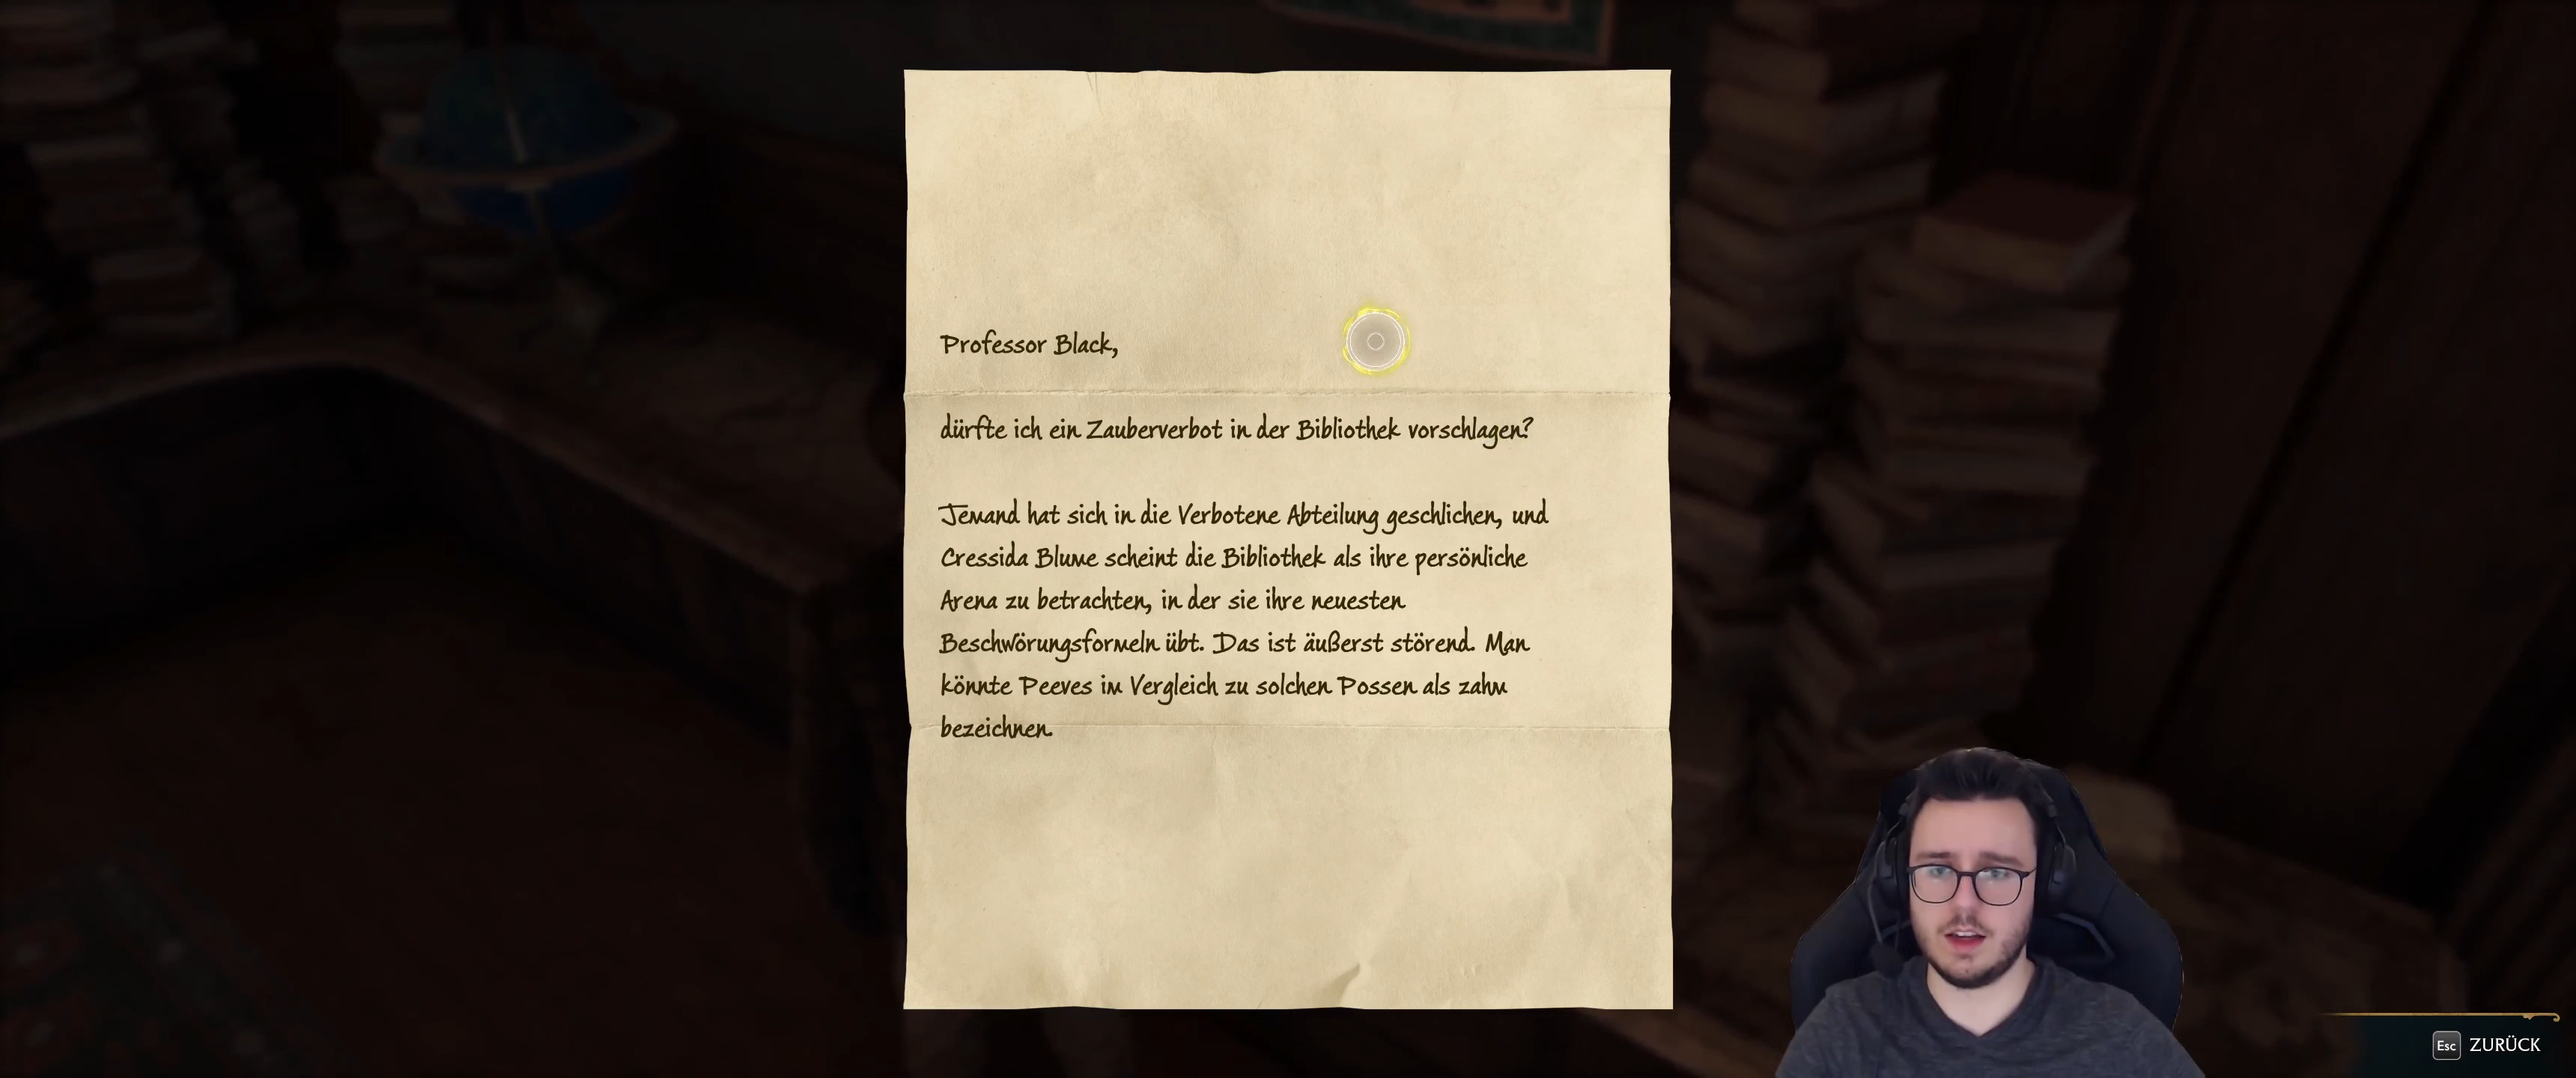 Professor Black,
dürfte ich ein Zauberverbot in der Bibliothek vorschlagen?
Jemand hat sich in die Verbotene Abteilung geschlichen, und
Cressida Blume scheint die Bibliothek als ihre persönliche
Arena zu betrachten, in der sie ihre neuesten
Beschwörungsformeln übt. Das ist äußerst störend. Man
könnte Peeves im Vergleich zu solchen Possen als zahm
bezeichnen.
Esc ZURÜCK